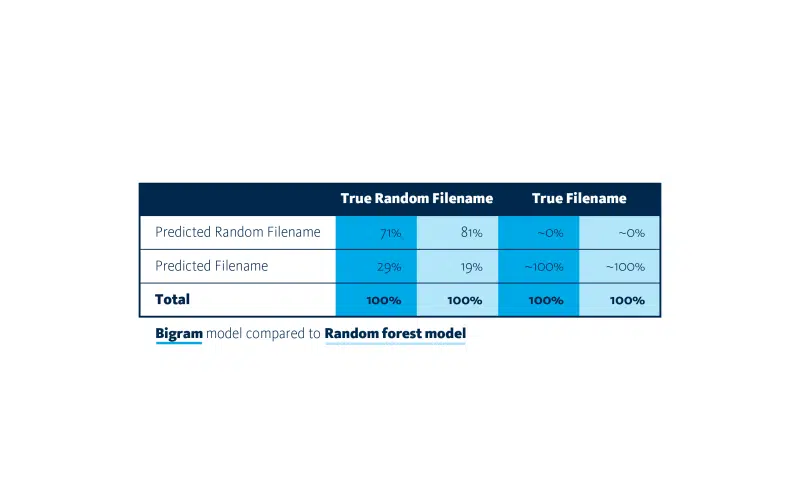 True Random Filename True Filename
Predicted Random Filename 71% 81% ~0% ~0%
Predicted Filename 29% 19% ~100% ~100%
Total 100% 100% 100% 100%
Bigram model compared to Random forest model